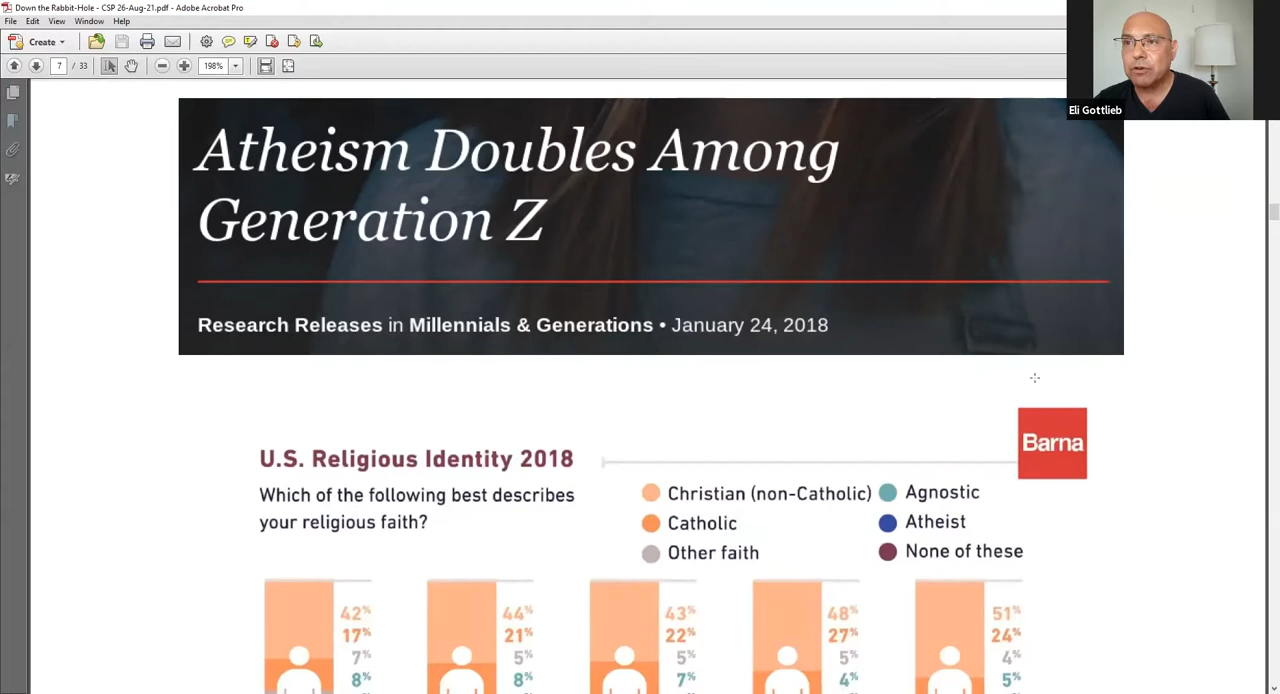 Down the Rabbit-Hole - CSP 26-Aug-21.pdf - Adobe Acrobat Pro
File Edit View Window Help
Create
7 / 33 198%
Eli Gottlieb
Atheism Doubles Among
Generation Z
Research Releases in Millennials & Generations • January 24, 2018
Barna
U.S. Religious Identity 2018
Which of the following best describes
your religious faith?
Christian (non-Catholic) Agnostic
Catholic Atheist
Other faith None of these
42% 44% 43% 48% 51%
17% 21% 22% 27% 24%
7% 5% 5% 5% 4%
8% 8% 7% 4% 5%